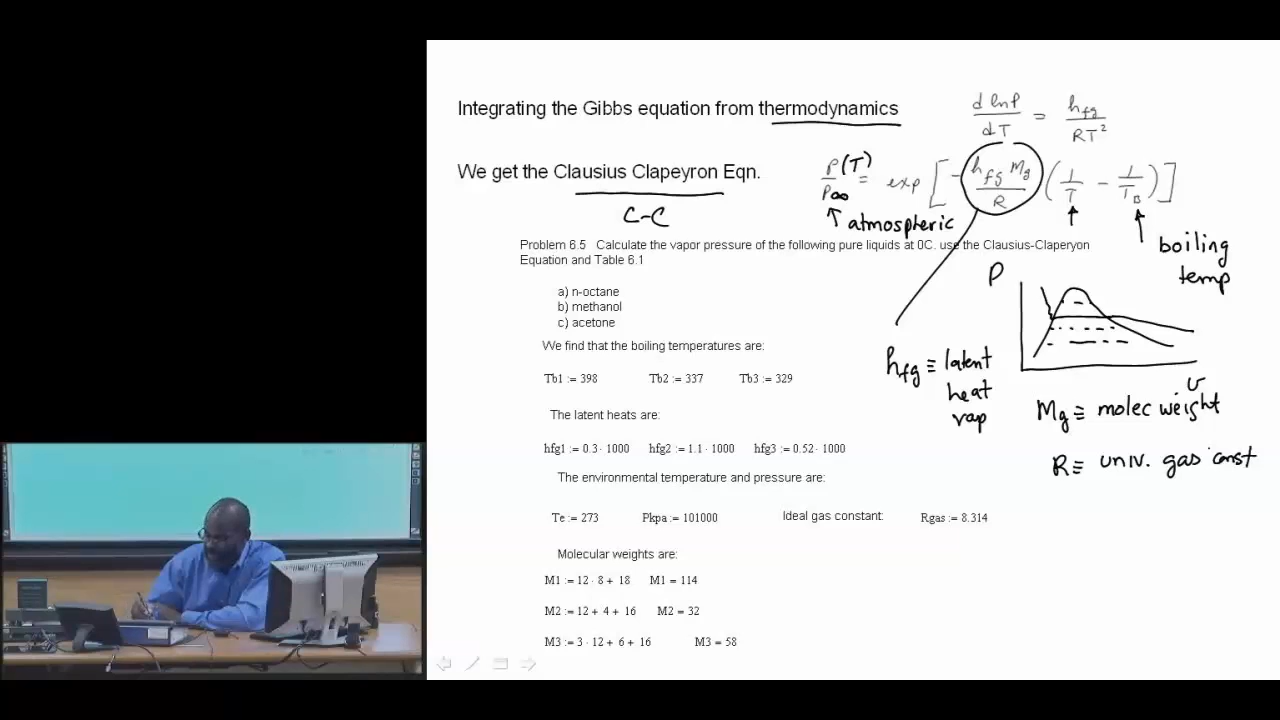 Integrating the Gibbs equation from thermodynamics
d lnP / dT = hfg / RT²
We get the Clausius Clapeyron Eqn.
P(T) / P∞ = exp [ - hfg Mg / R ( 1/T - 1/TB ) ]
C-C
↑ atmospheric
boiling
temp
Problem 6.5 Calculate the vapor pressure of the following pure liquids at 0C. use the Clausius-Claperyon
Equation and Table 6.1
a) n-octane
b) methanol
c) acetone
P
v
We find that the boiling temperatures are:
Tb1 := 398 Tb2 := 337 Tb3 := 329
hfg ≡ latent
heat
vap
Mg ≡ molec weight
R ≡ univ. gas const
The latent heats are:
hfg1 := 0.3 · 1000 hfg2 := 1.1 · 1000 hfg3 := 0.52 · 1000
The environmental temperature and pressure are:
Te := 273 Pkpa := 101000 Ideal gas constant: Rgas := 8.314
Molecular weights are:
M1 := 12 · 8 + 18 M1 = 114
M2 := 12 + 4 + 16 M2 = 32
M3 := 3 · 12 + 6 + 16 M3 = 58